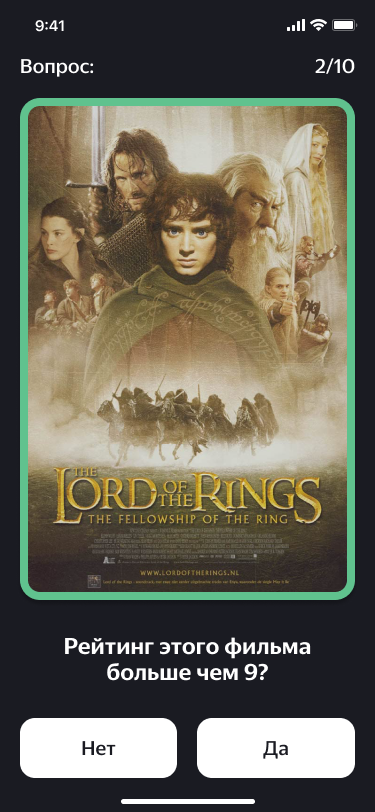 9:41
Вопрос:
2/10
THE
LORD OF THE RINGS
THE FELLOWSHIP OF THE RING
WWW.LORDOFTHERINGS.NL
Рейтинг этого фильма
больше чем 9?
Нет
Да